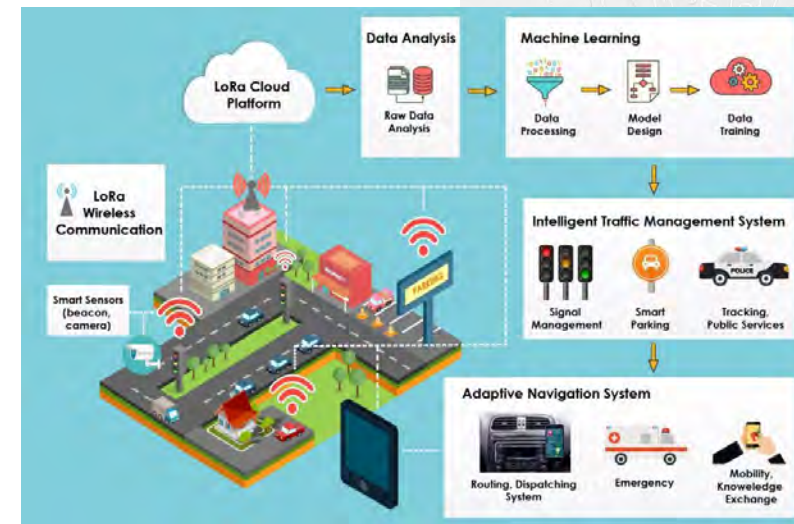 Data Analysis
Machine Learning
LoRa Cloud
Platform
Raw Data
Analysis
Data
Processing
Model
Design
Data
Training
LoRa
Wireless
Communication
Intelligent Traffic Management System
POLICE
PARKING
Smart Sensors
(beacon,
camera)
Signal
Management
Smart
Parking
Tracking,
Public Services
Adaptive Navigation System
Routing, Dispatching
System
Emergency
Mobility,
Knoweledge
Exchange